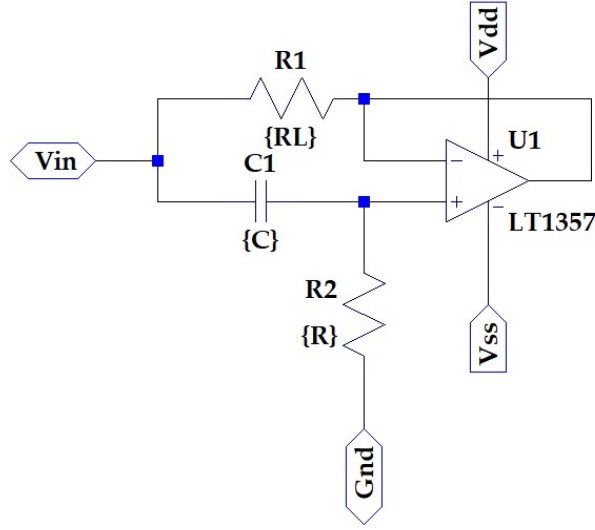 Vdd
R1
{RL}
U1
Vin
C1
{C}
−
+
+
−
LT1357
R2
{R}
Vss
Gnd